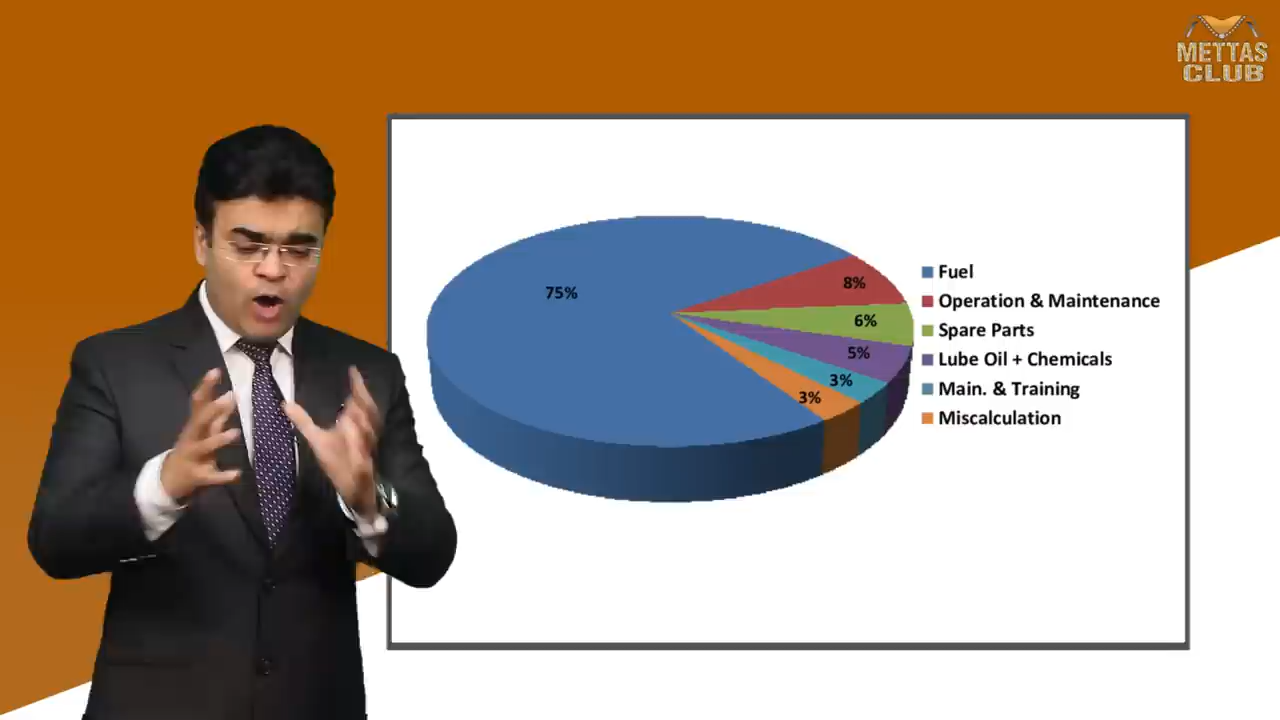 METTAS
CLUB
75%
8%
6%
5%
3%
3%
Fuel
Operation & Maintenance
Spare Parts
Lube Oil + Chemicals
Main. & Training
Miscalculation